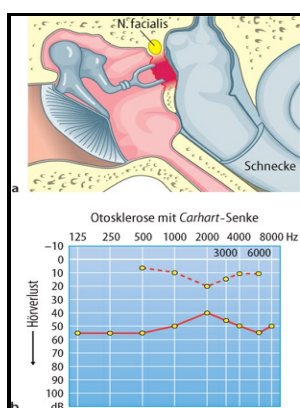 N. facialis
Schnecke
a
Otosklerose mit Carhart-Senke
125 250 500 1000 2000 4000 8000 Hz
3000 6000
-10
0
10
20
30
40
50
60
70
80
90
100
dB
Hörverlust
b